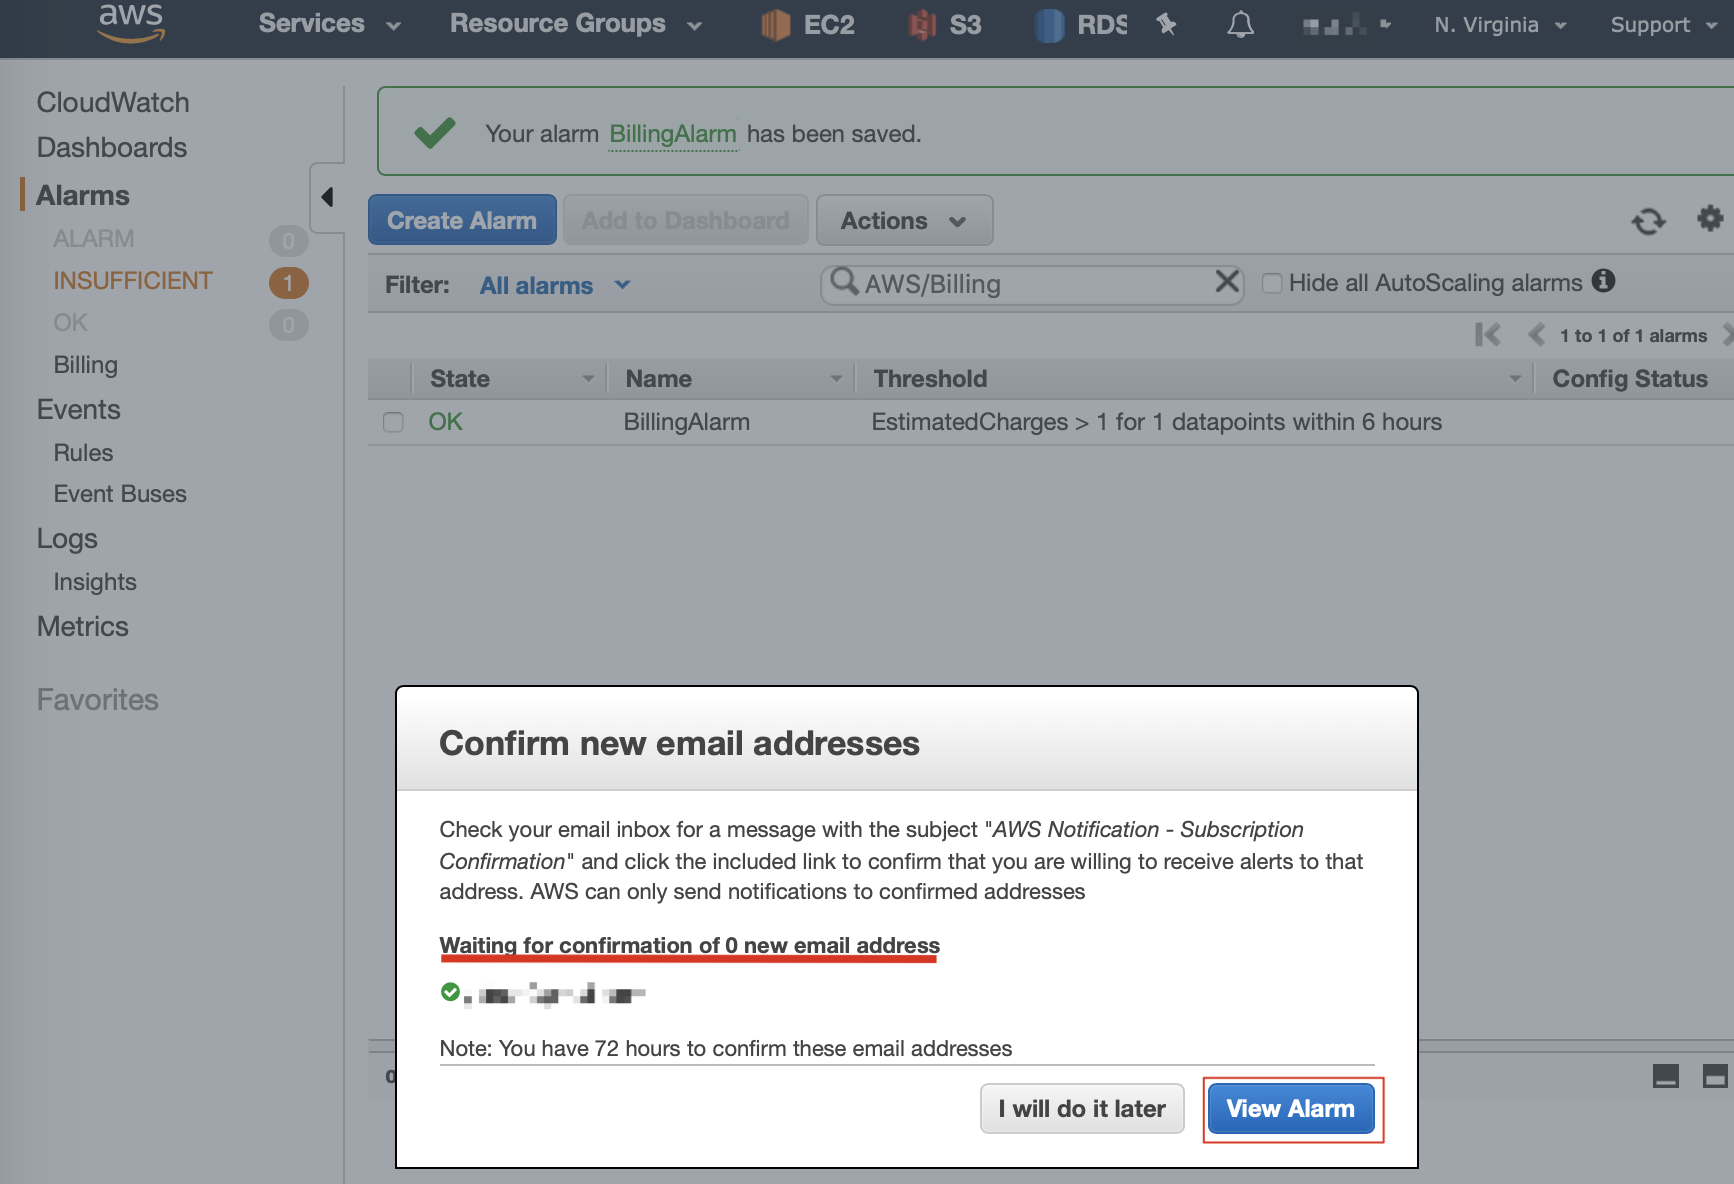 aws
Services
Resource Groups
EC2
S3
RDS
N. Virginia
Support
CloudWatch
Dashboards
Alarms
ALARM 0
INSUFFICIENT 1
OK 0
Billing
Events
Rules
Event Buses
Logs
Insights
Metrics
Favorites
Your alarm BillingAlarm has been saved.
Create Alarm
Add to Dashboard
Actions
Filter: All alarms
AWS/Billing
Hide all AutoScaling alarms
1 to 1 of 1 alarms
State Name Threshold Config Status
OK BillingAlarm EstimatedCharges > 1 for 1 datapoints within 6 hours
Confirm new email addresses
Check your email inbox for a message with the subject "AWS Notification - Subscription
Confirmation" and click the included link to confirm that you are willing to receive alerts to that
address. AWS can only send notifications to confirmed addresses
Waiting for confirmation of 0 new email address
Note: You have 72 hours to confirm these email addresses
I will do it later
View Alarm